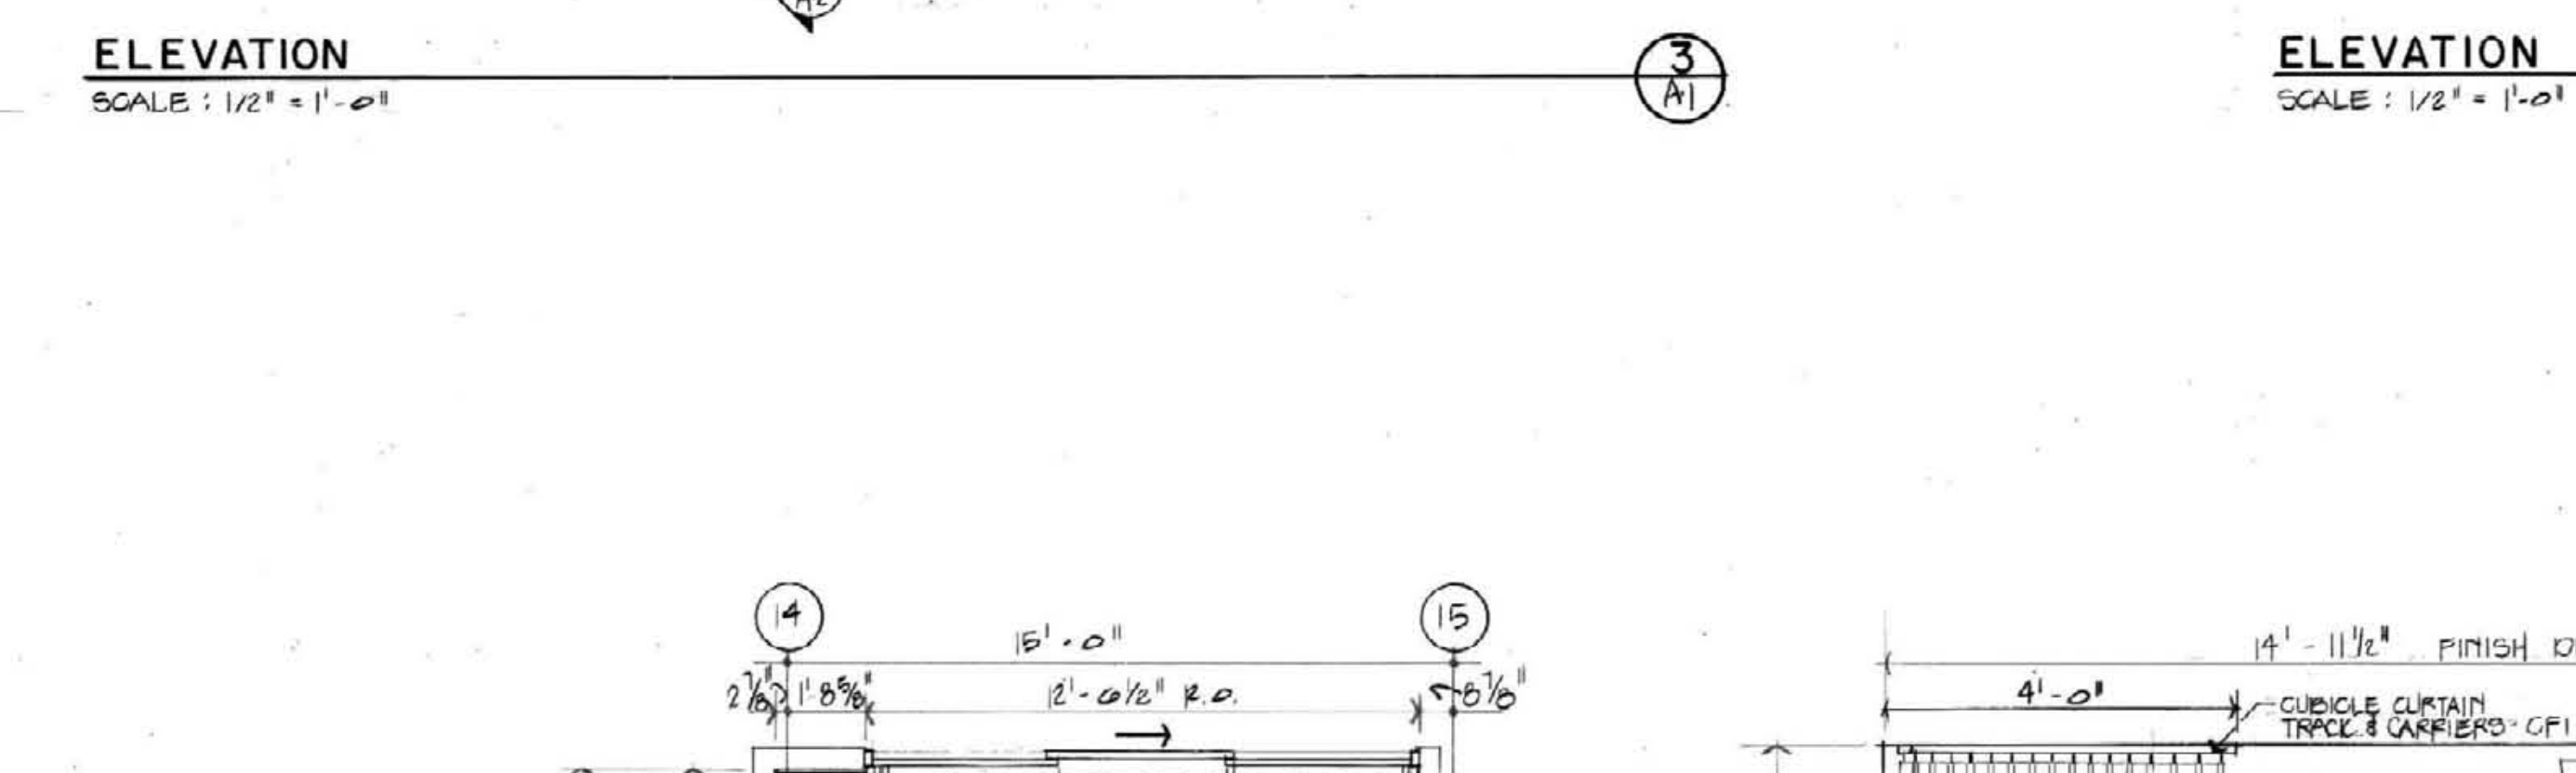 A2
ELEVATION
SCALE : 1/2" = 1'-0"
3
A1
ELEVATION
SCALE : 1/2" = 1'-0"
14
15
15'-0"
2 7/8"
1'8 5/8"
12'-6 1/2" R.O.
8 7/8"
14'-11 1/2" FINISH
4'-0"
CUBICLE CURTAIN
TRACK & CARRIERS - CFI